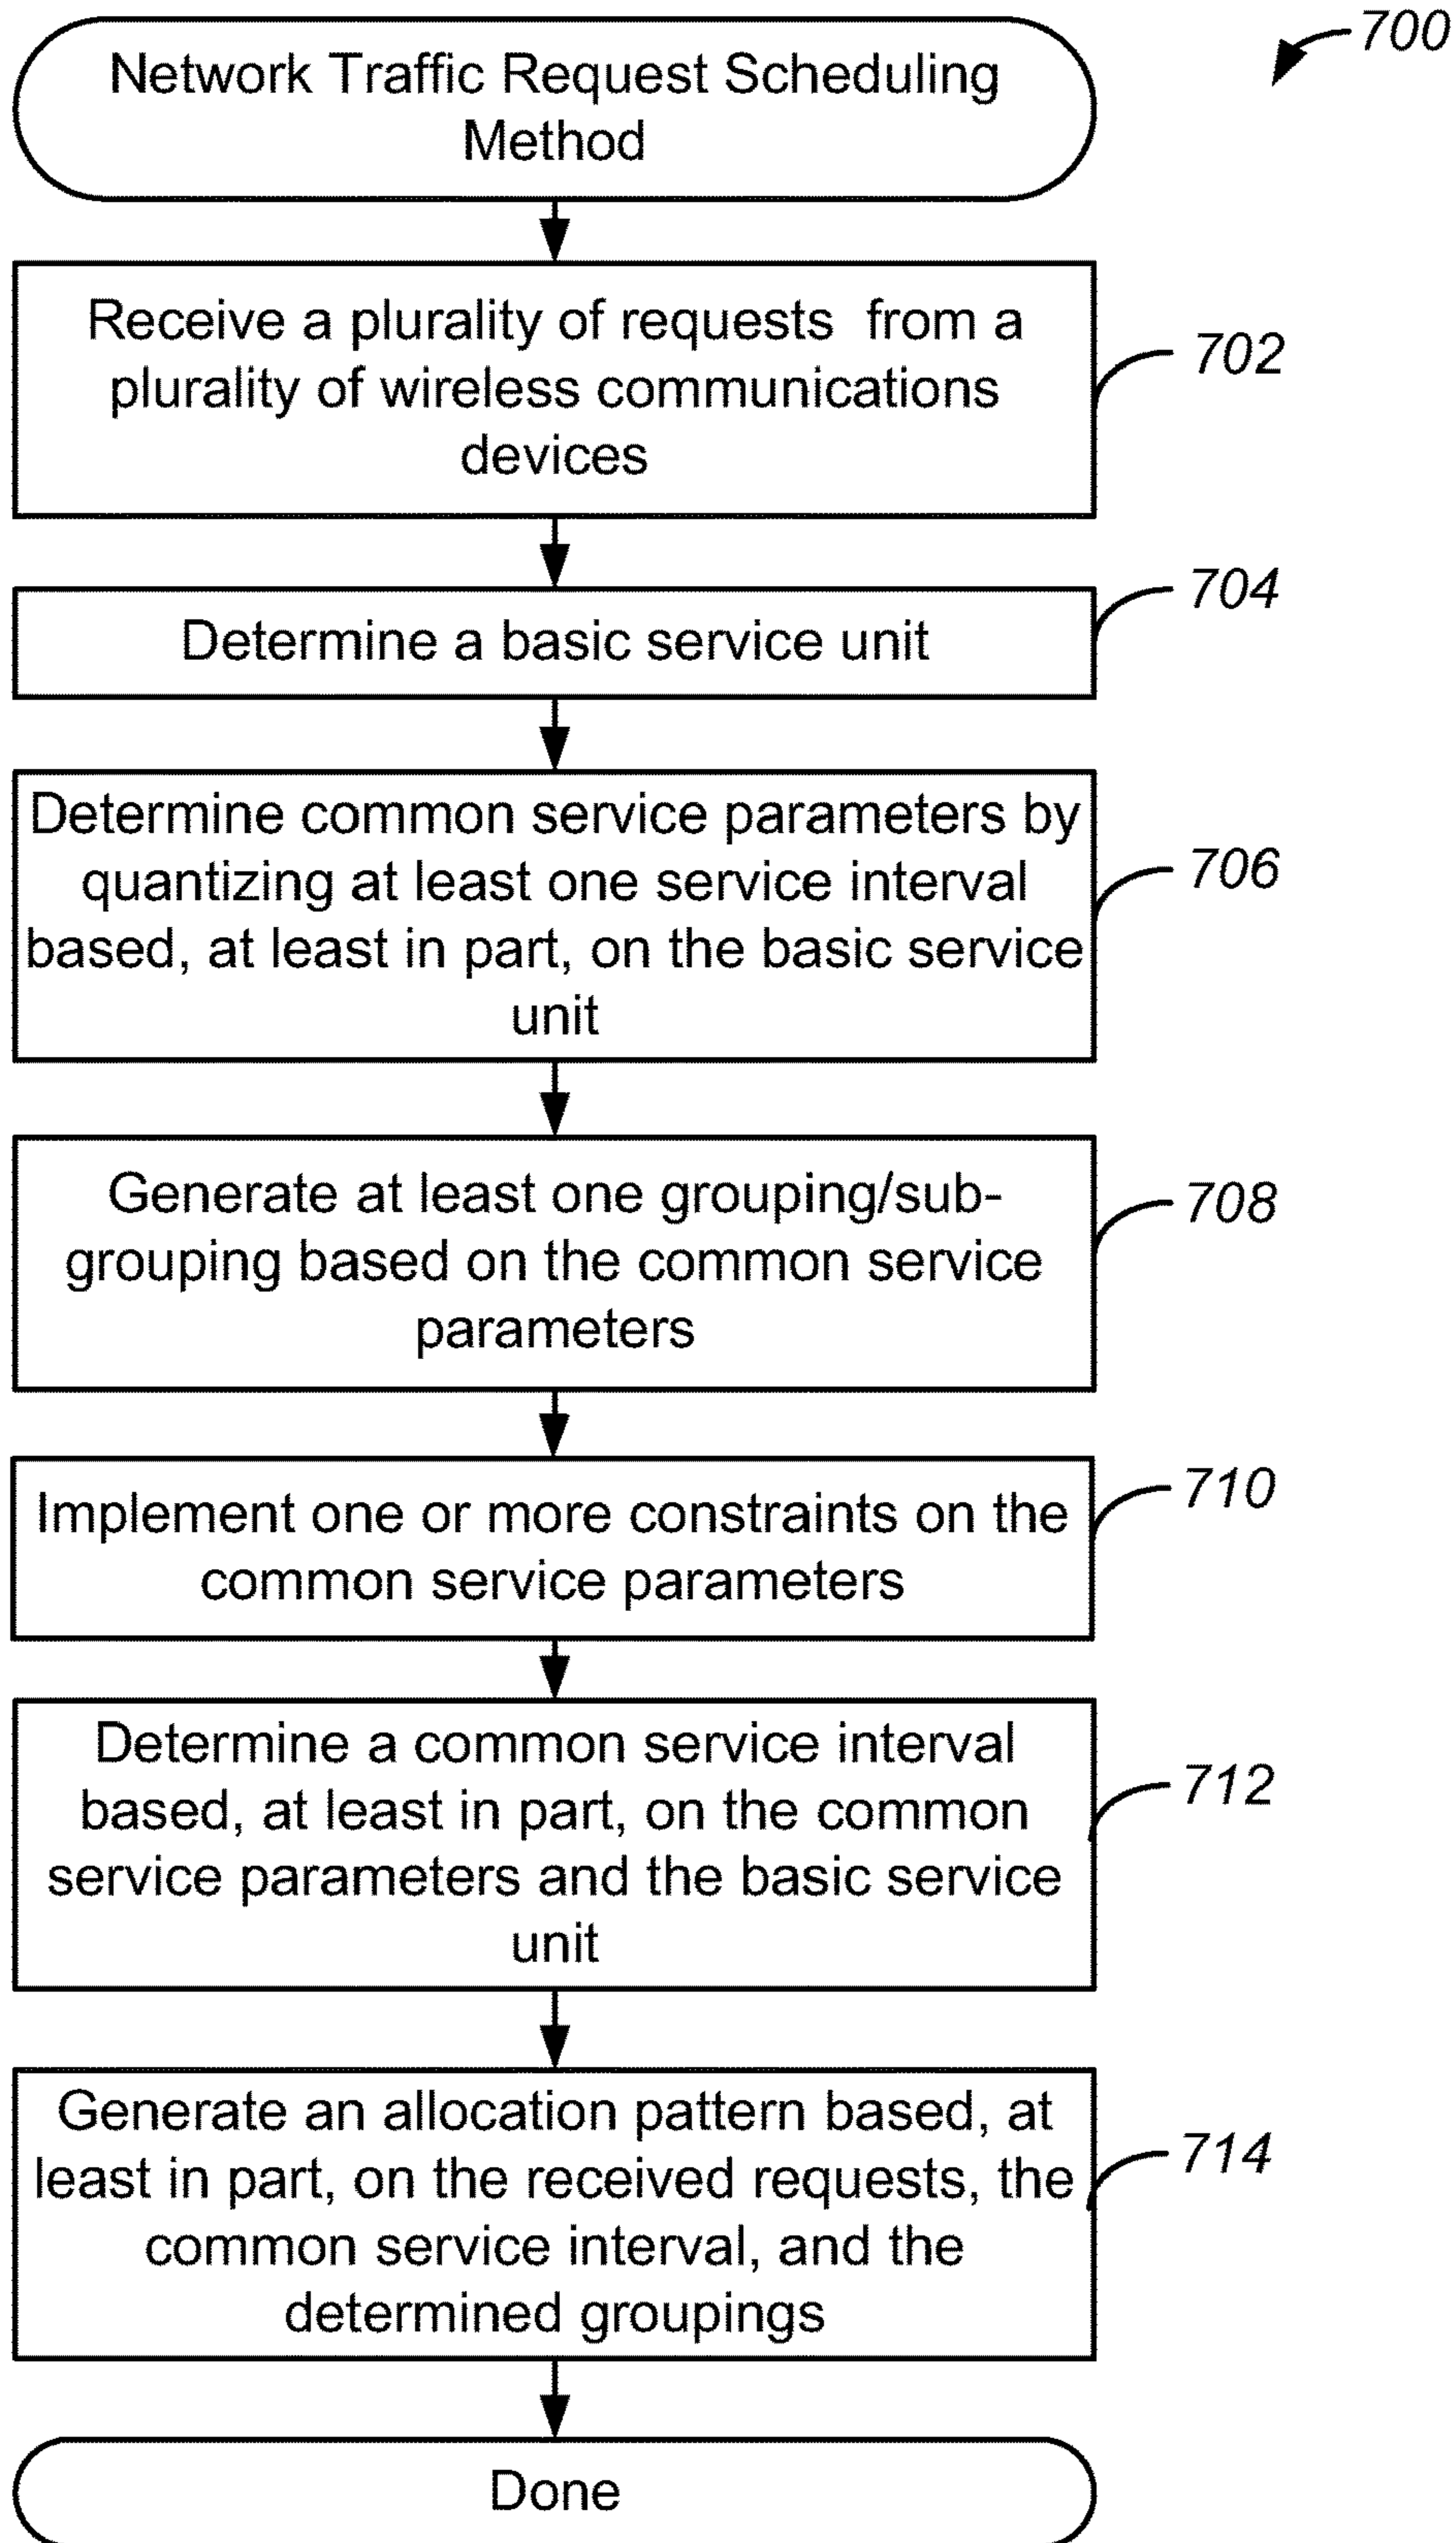 Network Traffic Request Scheduling
Method
700
Receive a plurality of requests from a
plurality of wireless communications
devices
702
Determine a basic service unit
704
Determine common service parameters by
quantizing at least one service interval
based, at least in part, on the basic service
unit
706
Generate at least one grouping/sub-
grouping based on the common service
parameters
708
Implement one or more constraints on the
common service parameters
710
Determine a common service interval
based, at least in part, on the common
service parameters and the basic service
unit
712
Generate an allocation pattern based, at
least in part, on the received requests, the
common service interval, and the
determined groupings
714
Done